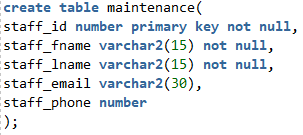 create table maintenance(
staff_id number primary key not null,
staff_fname varchar2(15) not null,
staff_lname varchar2(15) not null,
staff_email varchar2(30),
staff_phone number
);